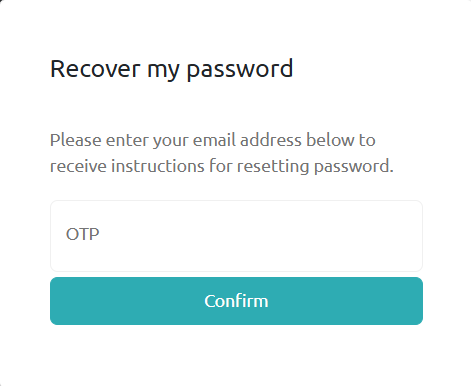 Recover my password
Please enter your email address below to
receive instructions for resetting password.
OTP
Confirm